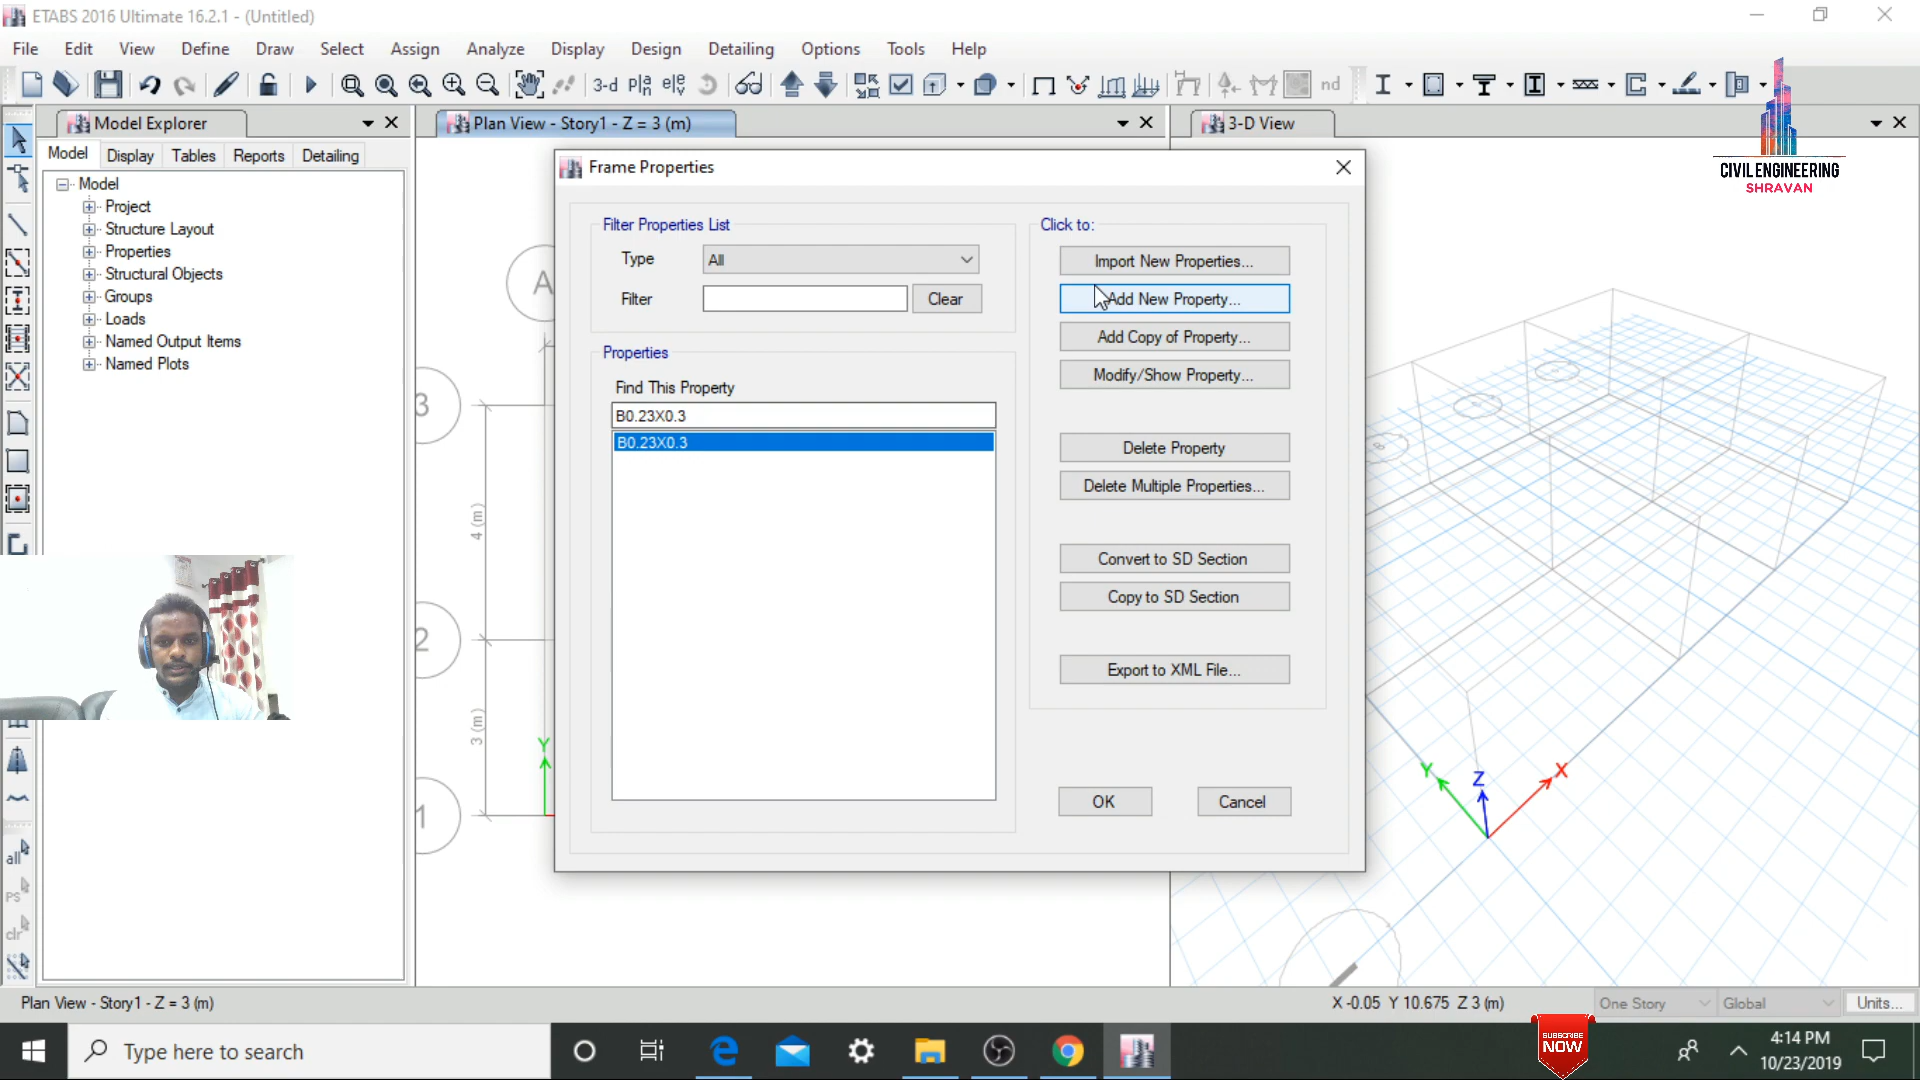 ETABS 2016 Ultimate 16.2.1 - (Untitled)
File Edit View Define Draw Select Assign Analyze Display Design Detailing Options Tools Help
3-d
nd
Model Explorer
Plan View - Story1 - Z = 3 (m)
3-D View
Model Display Tables Reports Detailing
Model
Project
Structure Layout
Properties
Structural Objects
Groups
Loads
Named Output Items
Named Plots
CIVIL ENGINEERING
SHRAVAN
Frame Properties
Filter Properties List
Type All
Filter Clear
Properties
Find This Property
B0.23X0.3
B0.23X0.3
Click to:
Import New Properties...
Add New Property...
Add Copy of Property...
Modify/Show Property...
Delete Property
Delete Multiple Properties...
Convert to SD Section
Copy to SD Section
Export to XML File...
OK Cancel
A
3
4 (m)
2
3 (m)
1
Y
Y
Z
X
B
all
ps
clr
Plan View - Story1 - Z = 3 (m)
X -0.05 Y 10.675 Z 3 (m)
One Story Global Units...
Type here to search
SUBSCRIBE
NOW
4:14 PM
10/23/2019